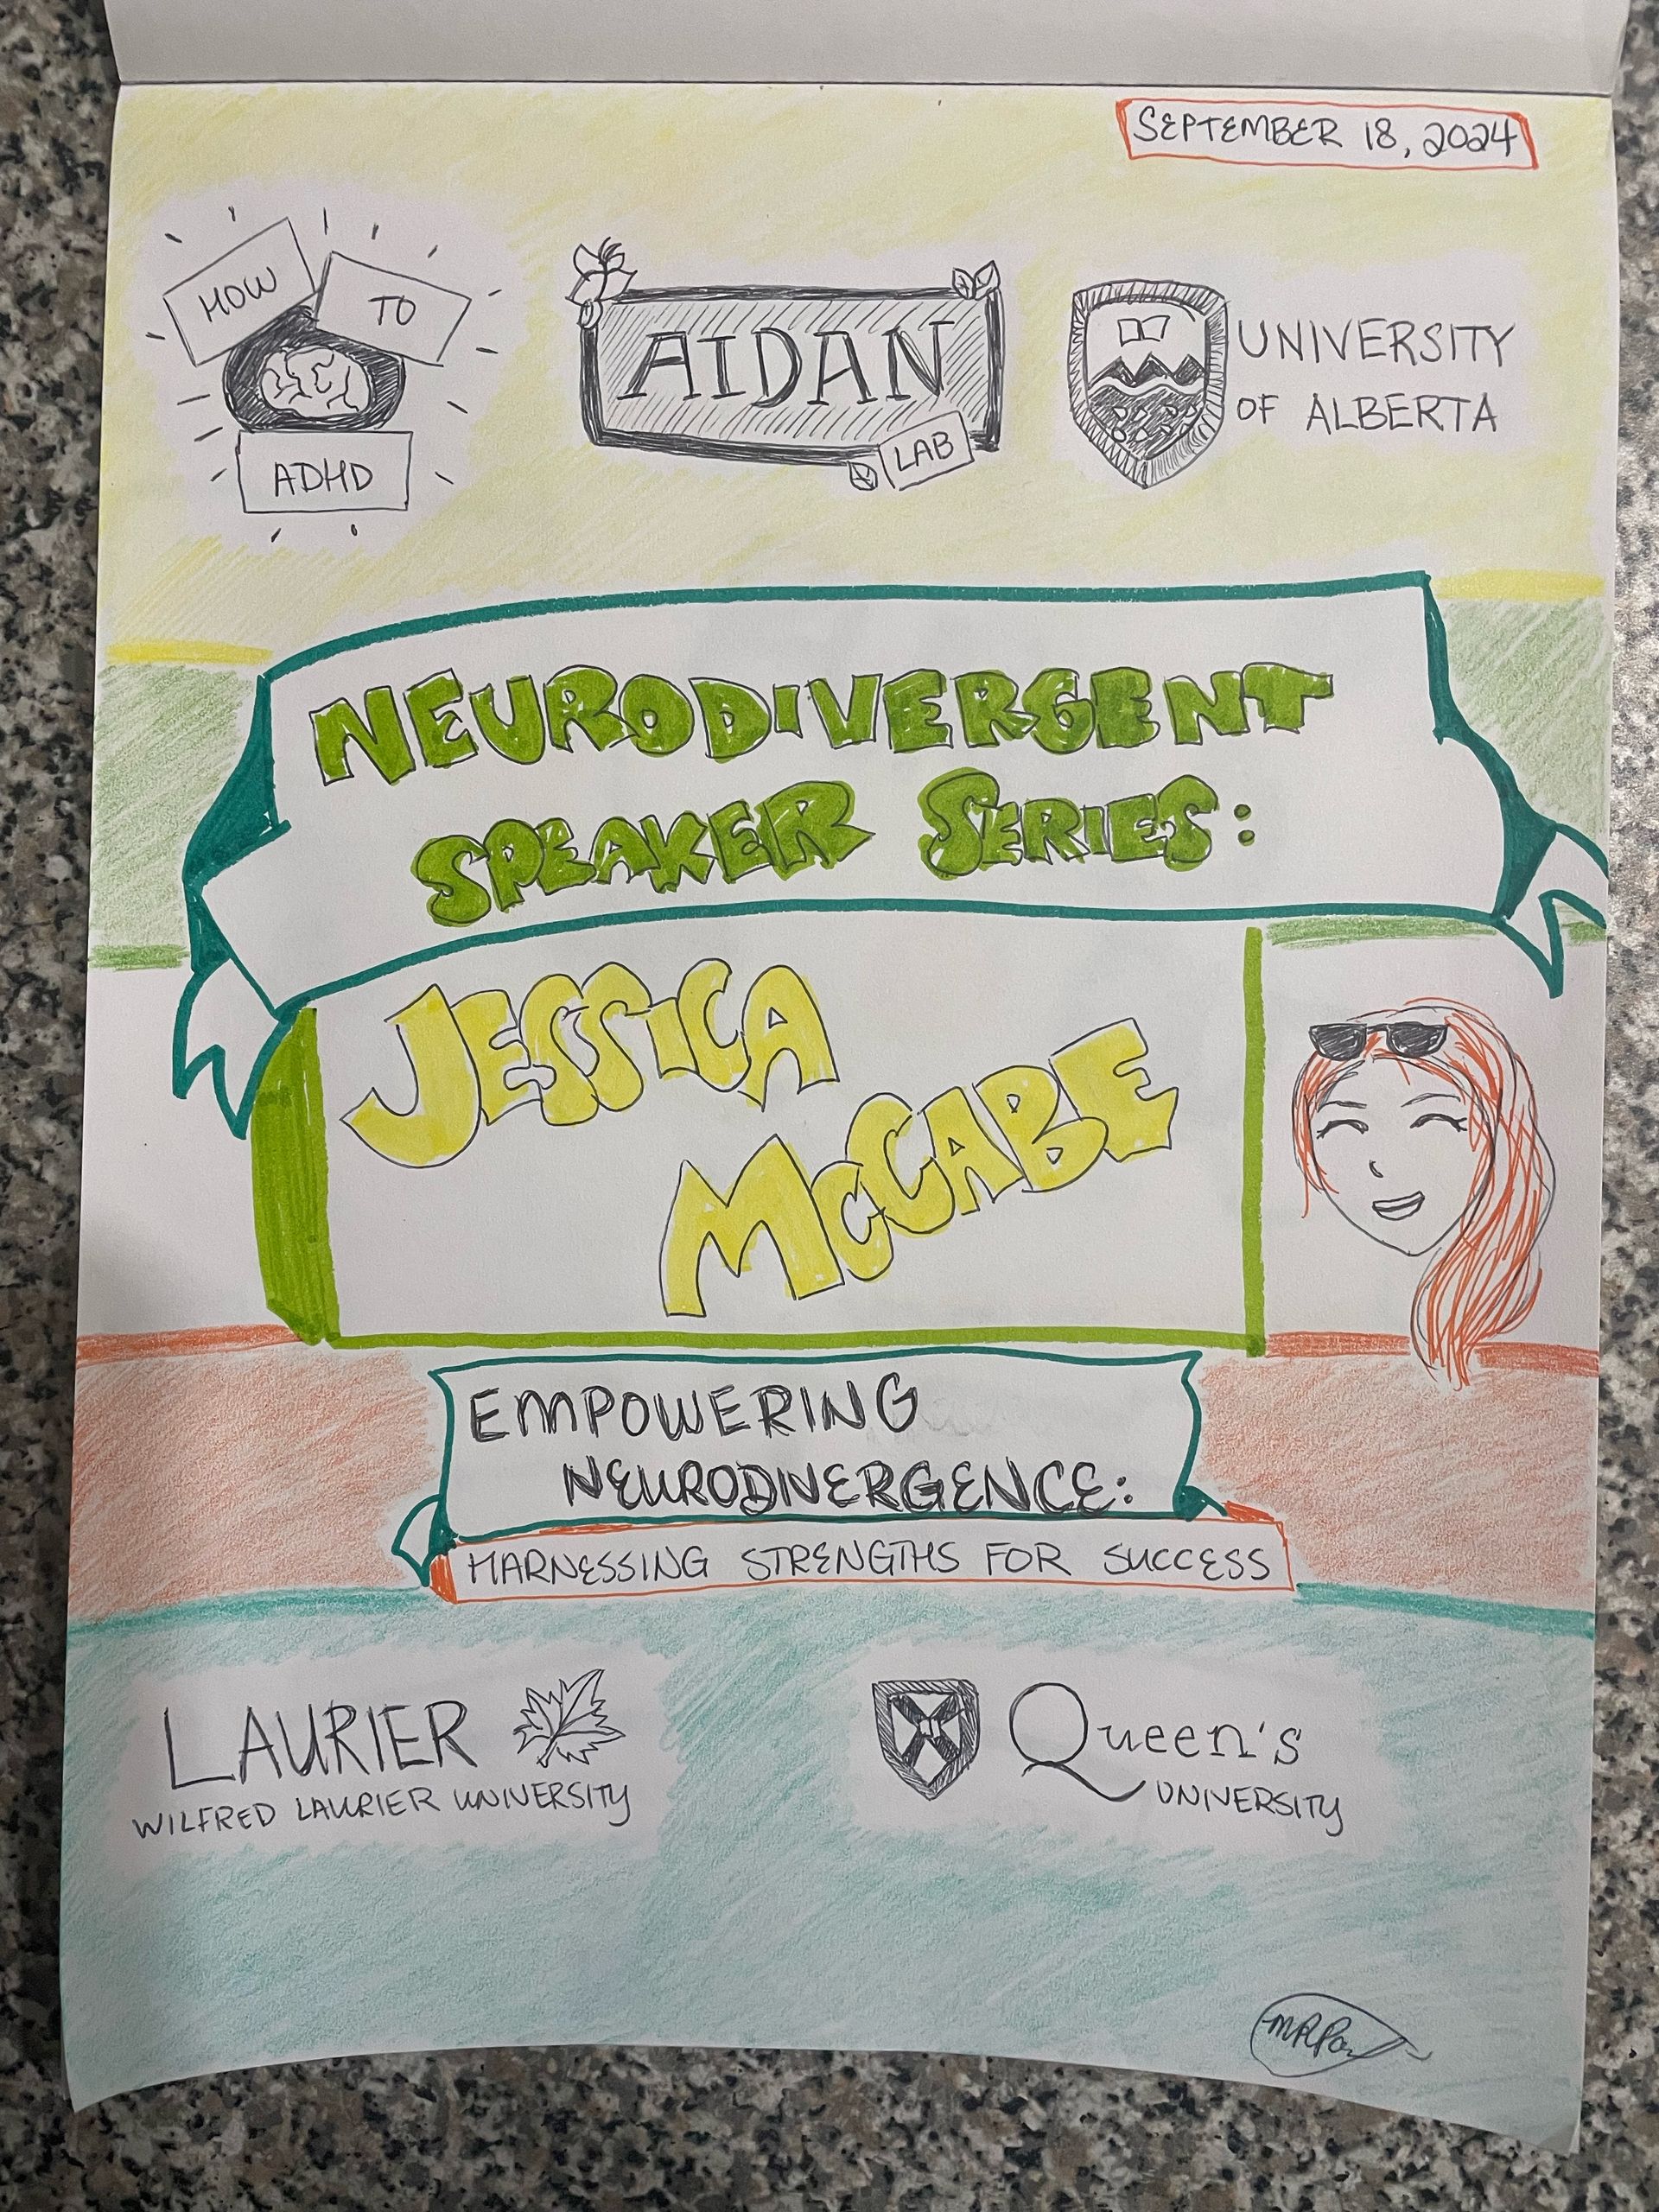 SEPTEMBER 18, 2024
HOW
TO
ADHD
AIDAN
LAB
UNIVERSITY
OF ALBERTA
NEURODIVERGENT
SPEAKER SERIES:
JESSICA
McCABE
EMPOWERING
NEURODIVERGENCE:
HARNESSING STRENGTHS FOR SUCCESS
LAURIER
WILFRED LAURIER UNIVERSITY
Queen's
UNIVERSITY